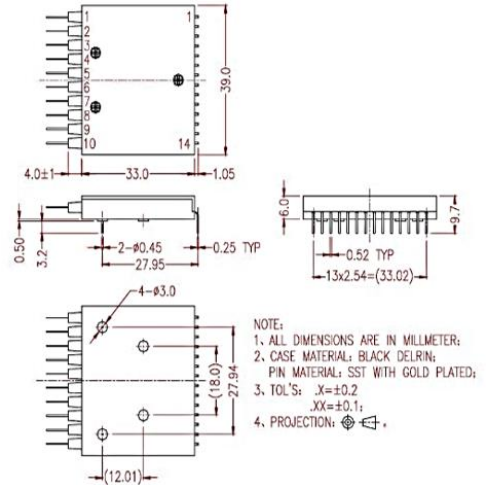 1
2
3
4
5
6
7
8
9
10
1
14
39.0
4.0±1
33.0
1.05
0.50
3.2
2-ø0.45
0.25 TYP
27.95
6.0
9.7
0.52 TYP
13x2.54=(33.02)
4-ø3.0
(18.0)
27.94
(12.01)
NOTE:
1、ALL DIMENSIONS ARE IN MILLMETER;
2、CASE MATERIAL: BLACK DELRIN;
PIN MATERIAL: SST WITH GOLD PLATED;
3、TOL'S: .X=±0.2
.XX=±0.1;
4、PROJECTION: